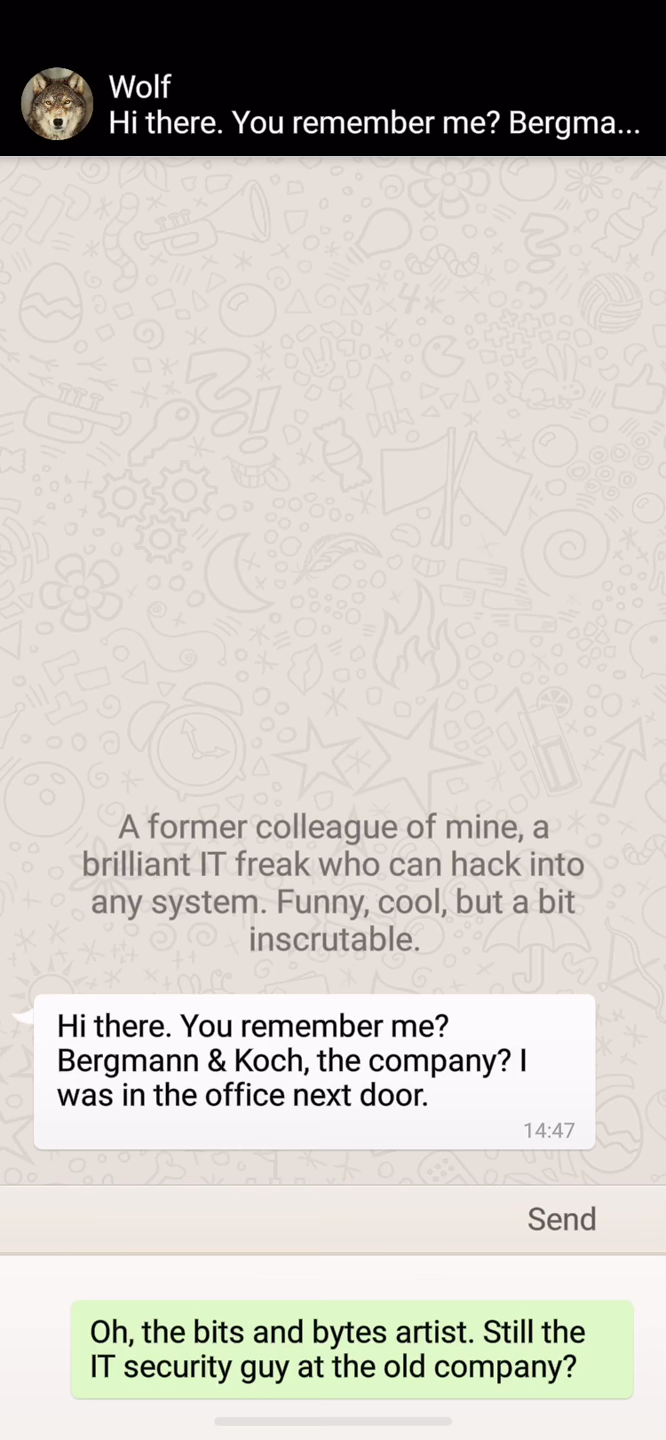 Wolf
Hi there. You remember me? Bergma...
A former colleague of mine, a
brilliant IT freak who can hack into
any system. Funny, cool, but a bit
inscrutable.
Hi there. You remember me?
Bergmann & Koch, the company? I
was in the office next door.
14:47
Send
Oh, the bits and bytes artist. Still the
IT security guy at the old company?